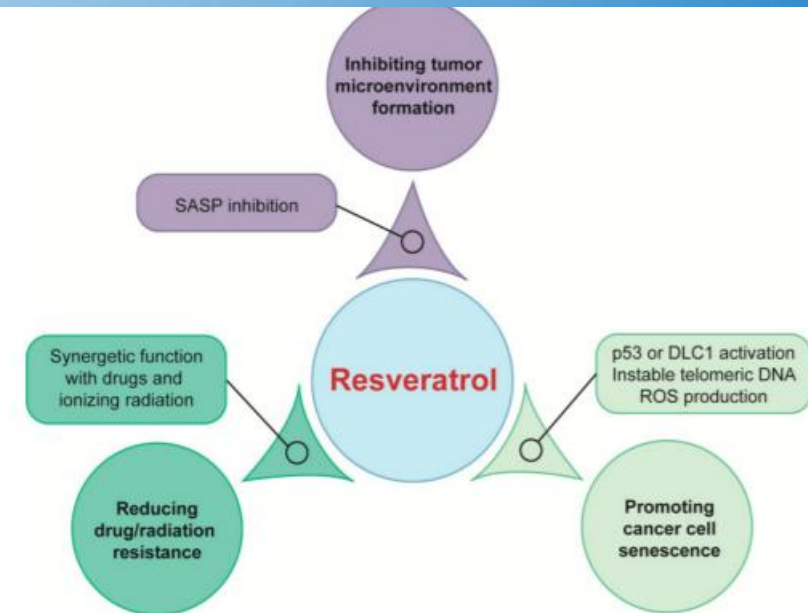 Inhibiting tumor
microenvironment
formation
SASP inhibition
Synergetic function
with drugs and
ionizing radiation
Resveratrol
p53 or DLC1 activation
Instable telomeric DNA
ROS production
Reducing
drug/radiation
resistance
Promoting
cancer cell
senescence